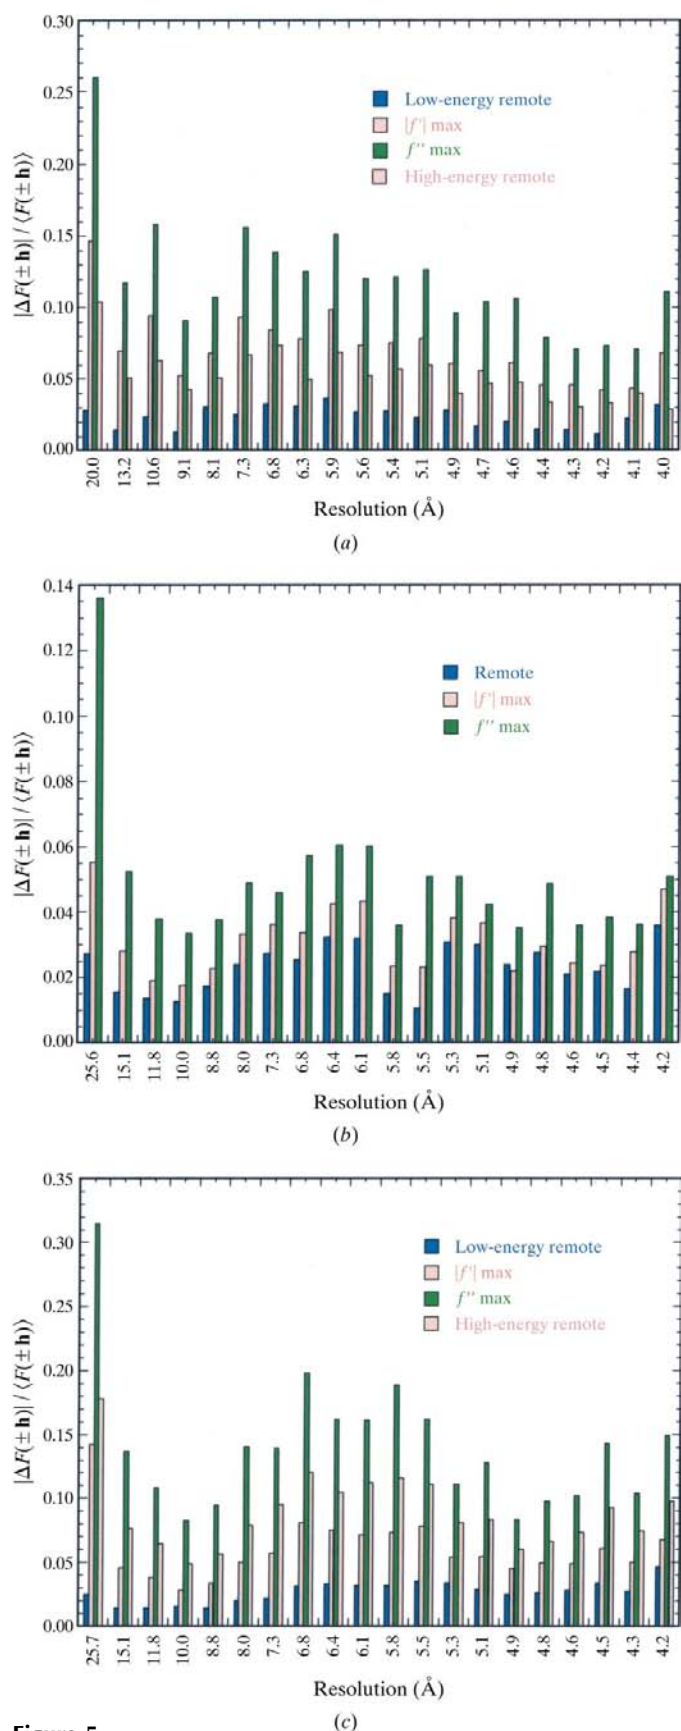 0.30
0.25
0.20
0.15
0.10
0.05
0.00
|ΔF(±h)| / ⟨F(±h)⟩
Low-energy remote
|f'| max
f'' max
High-energy remote
20.0 13.2 10.6 9.1 8.1 7.3 6.8 6.3 5.9 5.6 5.4 5.1 4.9 4.7 4.6 4.4 4.3 4.2 4.1 4.0
Resolution (Å)
(a)
0.14
0.12
0.10
0.08
0.06
0.04
0.02
0.00
|ΔF(±h)| / ⟨F(±h)⟩
Remote
|f'| max
f'' max
25.6 15.1 11.8 10.0 8.8 8.0 7.3 6.8 6.4 6.1 5.8 5.5 5.3 5.1 4.9 4.8 4.6 4.5 4.4 4.2
Resolution (Å)
(b)
0.35
0.30
0.25
0.20
0.15
0.10
0.05
0.00
|ΔF(±h)| / ⟨F(±h)⟩
Low-energy remote
|f'| max
f'' max
High-energy remote
25.7 15.1 11.8 10.0 8.8 8.0 7.3 6.8 6.4 6.1 5.8 5.5 5.3 5.1 4.9 4.8 4.6 4.5 4.3 4.2
Resolution (Å)
(c)
Figure 5